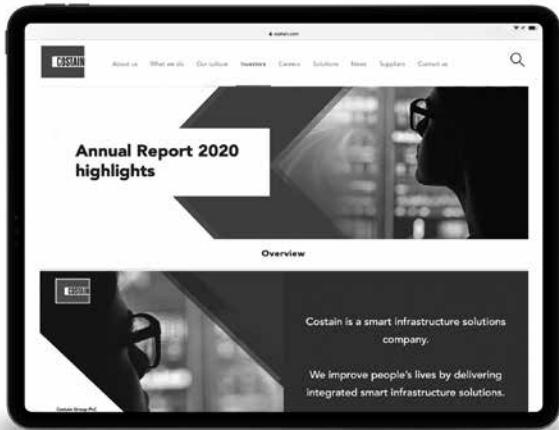 costain.com
COSTAIN
About us What we do Our culture Investors Careers Solutions News Suppliers Contact us
Annual Report 2020
highlights
Overview
COSTAIN
Costain is a smart infrastructure solutions
company.
We improve people's lives by delivering
integrated smart infrastructure solutions.
Costain Group PLC